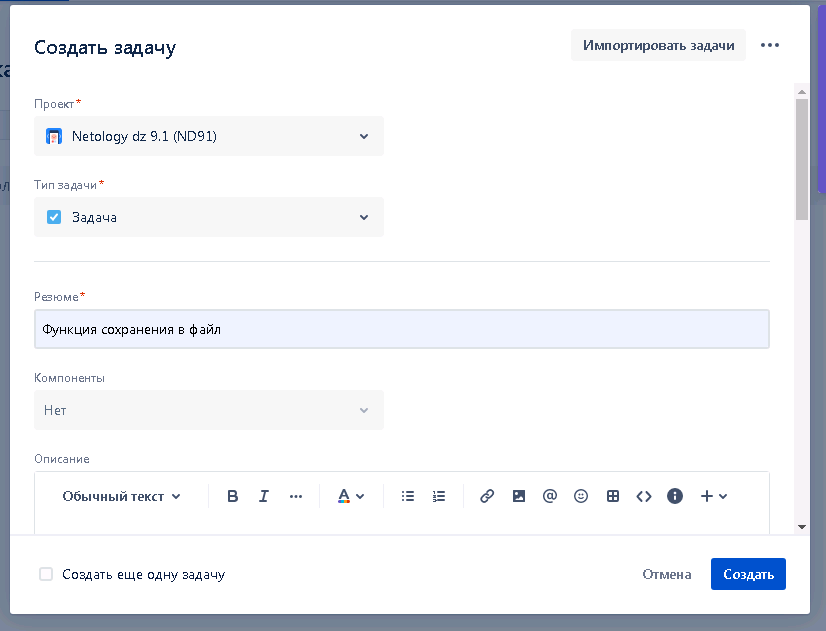 Создать задачу
Импортировать задачи
Проект*
Netology dz 9.1 (ND91)
Тип задачи*
Задача
Резюме*
Функция сохранения в файл
Компоненты
Нет
Описание
Обычный текст B I ... A @ <> i +
Создать еще одну задачу
Отмена
Создать